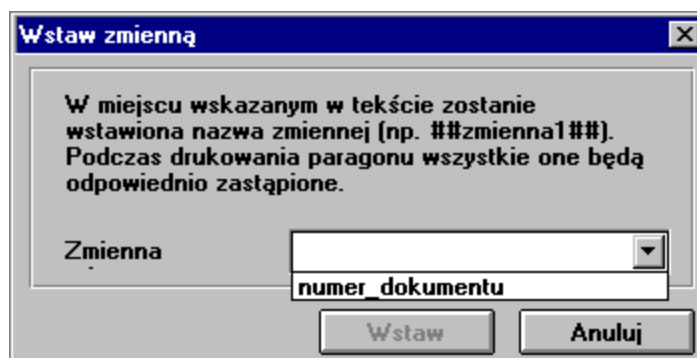 Wstaw zmienną
W miejscu wskazanym w tekście zostanie
wstawiona nazwa zmiennej (np. ##zmienna1##).
Podczas drukowania paragonu wszystkie one będą
odpowiednio zastąpione.
Zmienna
numer_dokumentu
Wstaw
Anuluj